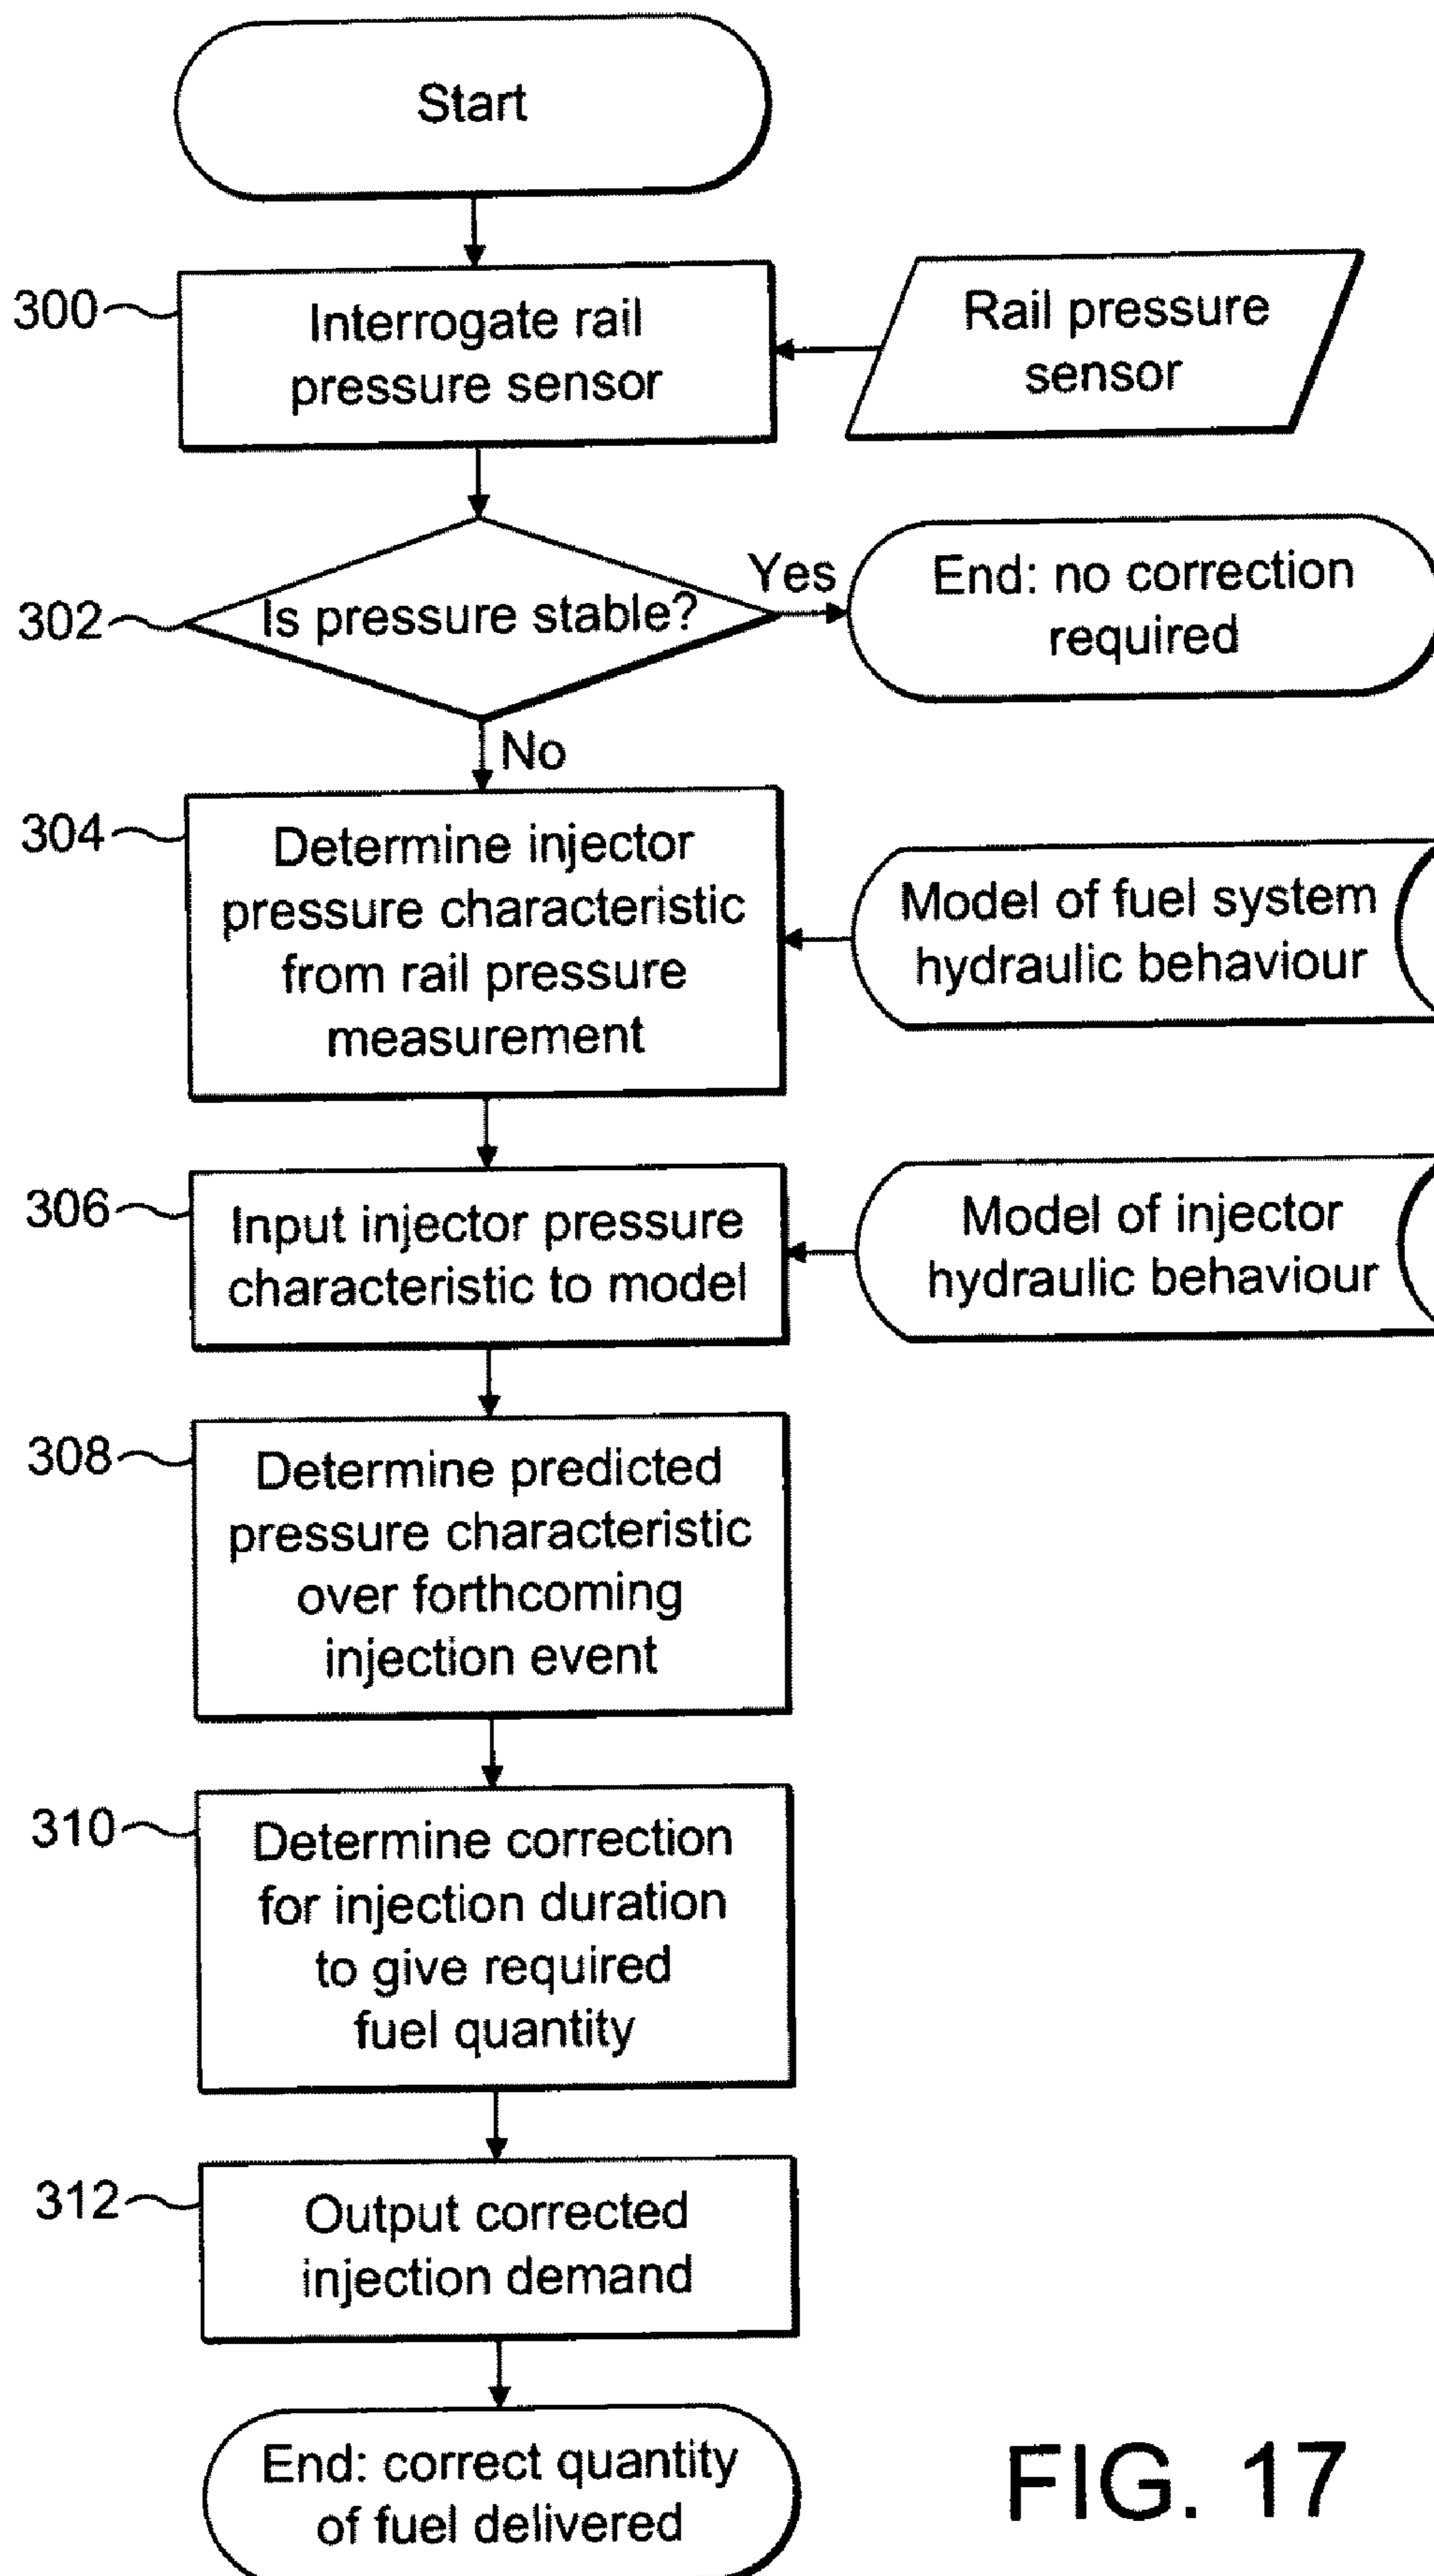 Start
300
Interrogate rail
pressure sensor
Rail pressure
sensor
302
Is pressure stable?
Yes
End: no correction
required
No
304
Determine injector
pressure characteristic
from rail pressure
measurement
Model of fuel system
hydraulic behaviour
306
Input injector pressure
characteristic to model
Model of injector
hydraulic behaviour
308
Determine predicted
pressure characteristic
over forthcoming
injection event
310
Determine correction
for injection duration
to give required
fuel quantity
312
Output corrected
injection demand
End: correct quantity
of fuel delivered
FIG. 17